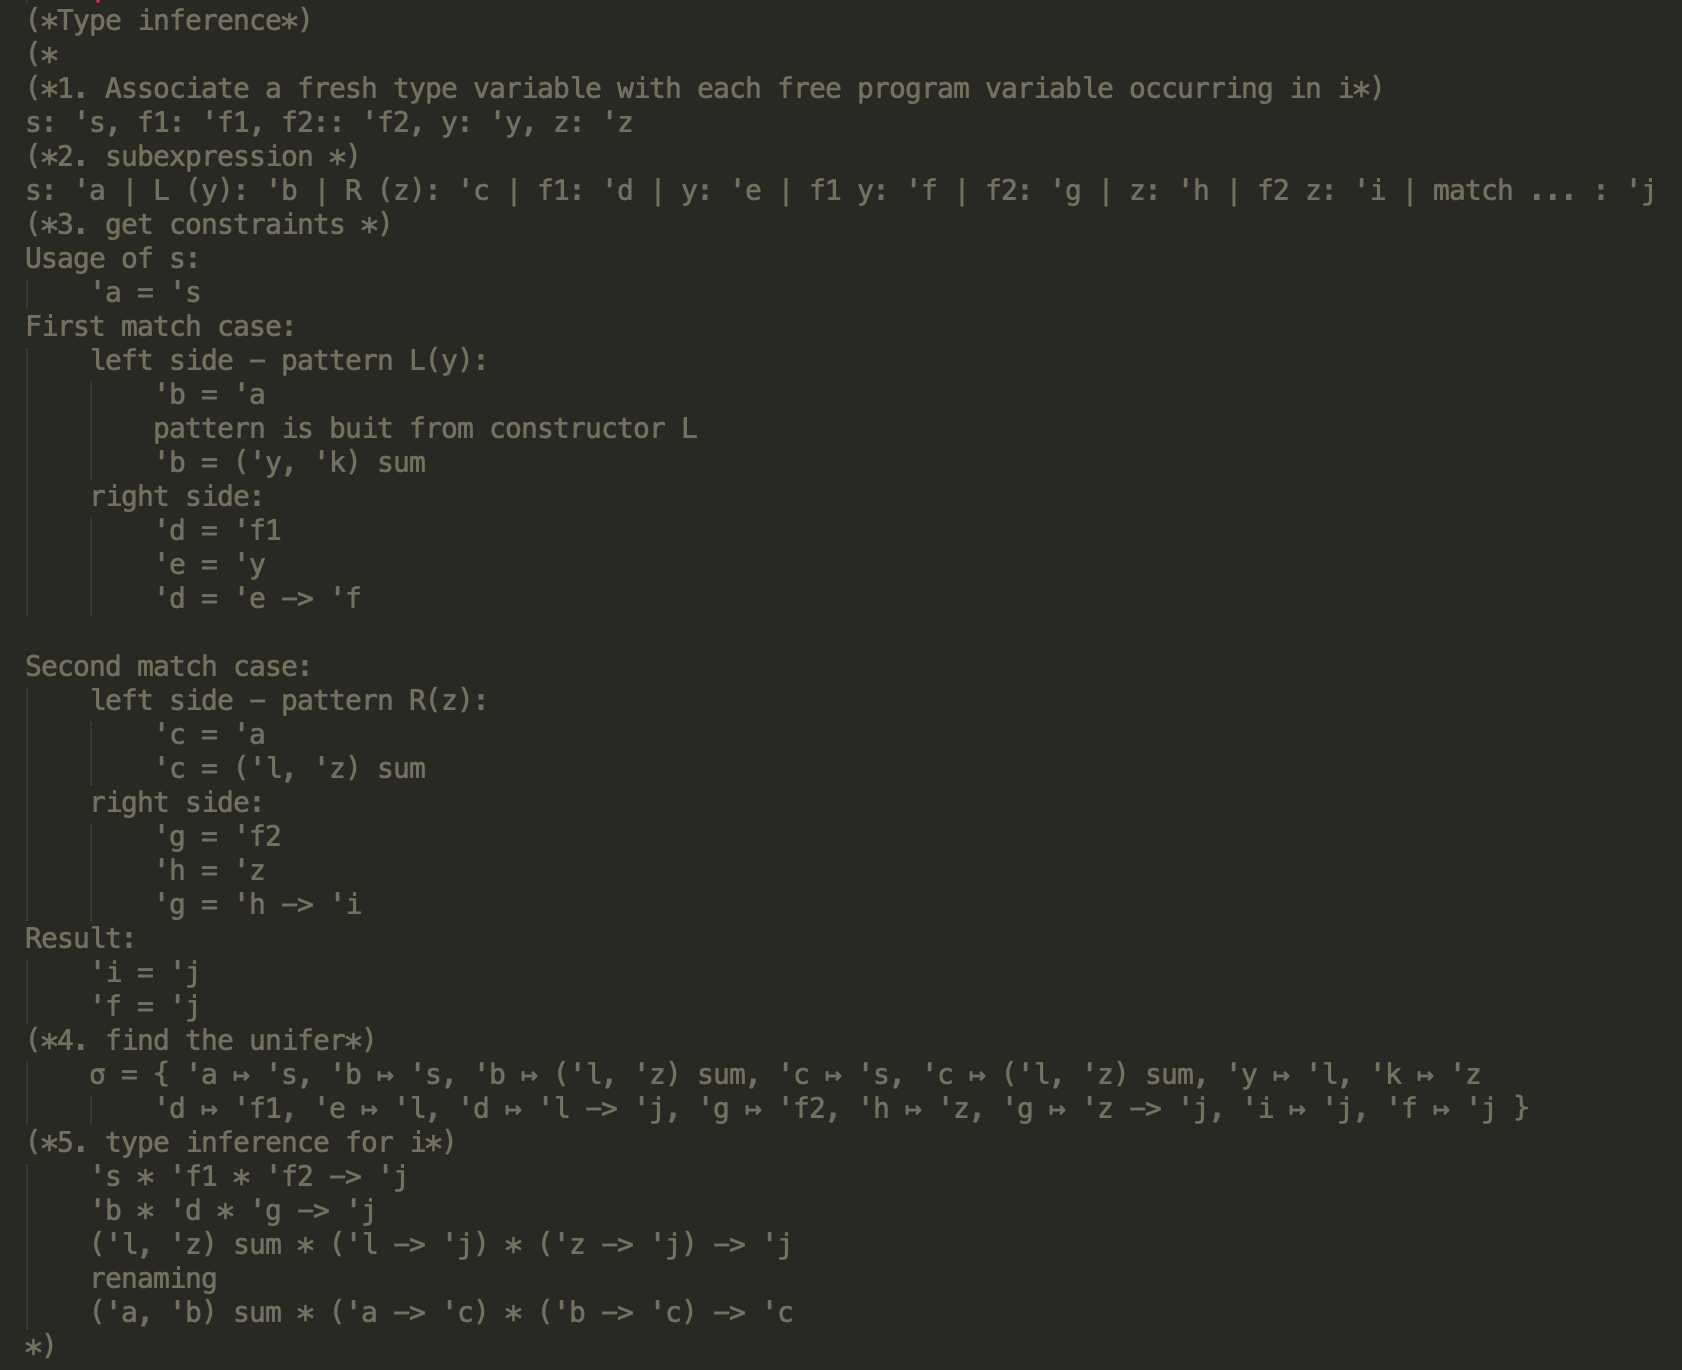 (*Type inference*)
(*
(*1. Associate a fresh type variable with each free program variable occurring in i*)
s: 's, f1: 'f1, f2:: 'f2, y: 'y, z: 'z
(*2. subexpression *)
s: 'a | L (y): 'b | R (z): 'c | f1: 'd | y: 'e | f1 y: 'f | f2: 'g | z: 'h | f2 z: 'i | match ... : 'j
(*3. get constraints *)
Usage of s:
'a = 's
First match case:
left side – pattern L(y):
'b = 'a
pattern is buit from constructor L
'b = ('y, 'k) sum
right side:
'd = 'f1
'e = 'y
'd = 'e –> 'f
Second match case:
left side – pattern R(z):
'c = 'a
'c = ('l, 'z) sum
right side:
'g = 'f2
'h = 'z
'g = 'h –> 'i
Result:
'i = 'j
'f = 'j
(*4. find the unifer*)
σ = { 'a ↦ 's, 'b ↦ 's, 'b ↦ ('l, 'z) sum, 'c ↦ 's, 'c ↦ ('l, 'z) sum, 'y ↦ 'l, 'k ↦ 'z
'd ↦ 'f1, 'e ↦ 'l, 'd ↦ 'l –> 'j, 'g ↦ 'f2, 'h ↦ 'z, 'g ↦ 'z –> 'j, 'i ↦ 'j, 'f ↦ 'j }
(*5. type inference for i*)
's * 'f1 * 'f2 –> 'j
'b * 'd * 'g –> 'j
('l, 'z) sum * ('l –> 'j) * ('z –> 'j) –> 'j
renaming
('a, 'b) sum * ('a –> 'c) * ('b –> 'c) –> 'c
*)